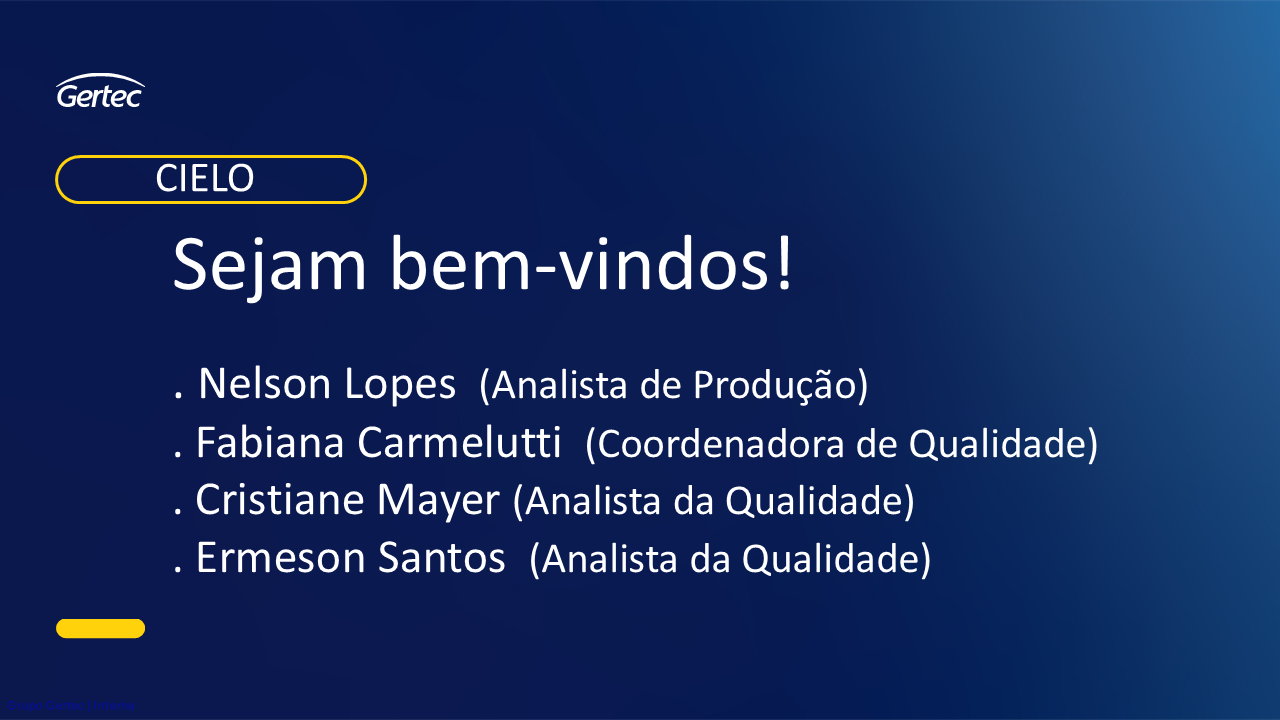 Gertec
CIELO
Sejam bem-vindos!
. Nelson Lopes (Analista de Produção)
. Fabiana Carmelutti (Coordenadora de Qualidade)
. Cristiane Mayer (Analista da Qualidade)
. Ermeson Santos (Analista da Qualidade)